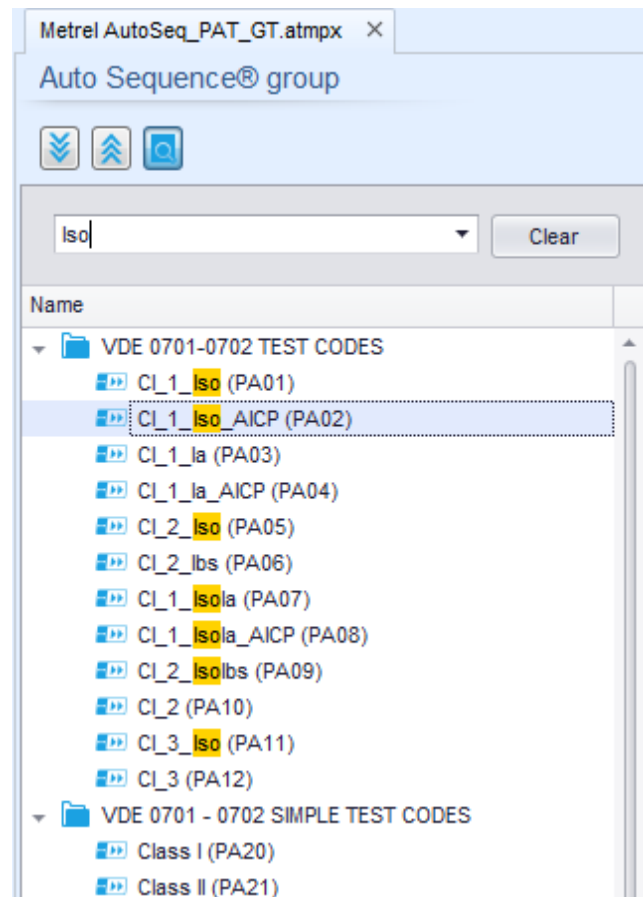 Metrel AutoSeq_PAT_GT.atmpx
Auto Sequence® group
Iso
Clear
Name
VDE 0701-0702 TEST CODES
Cl_1_Iso (PA01)
Cl_1_Iso_AICP (PA02)
Cl_1_Ia (PA03)
Cl_1_Ia_AICP (PA04)
Cl_2_Iso (PA05)
Cl_2_Ibs (PA06)
Cl_1_IsoIa (PA07)
Cl_1_IsoIa_AICP (PA08)
Cl_2_IsoIbs (PA09)
Cl_2 (PA10)
Cl_3_Iso (PA11)
Cl_3 (PA12)
VDE 0701 - 0702 SIMPLE TEST CODES
Class I (PA20)
Class II (PA21)